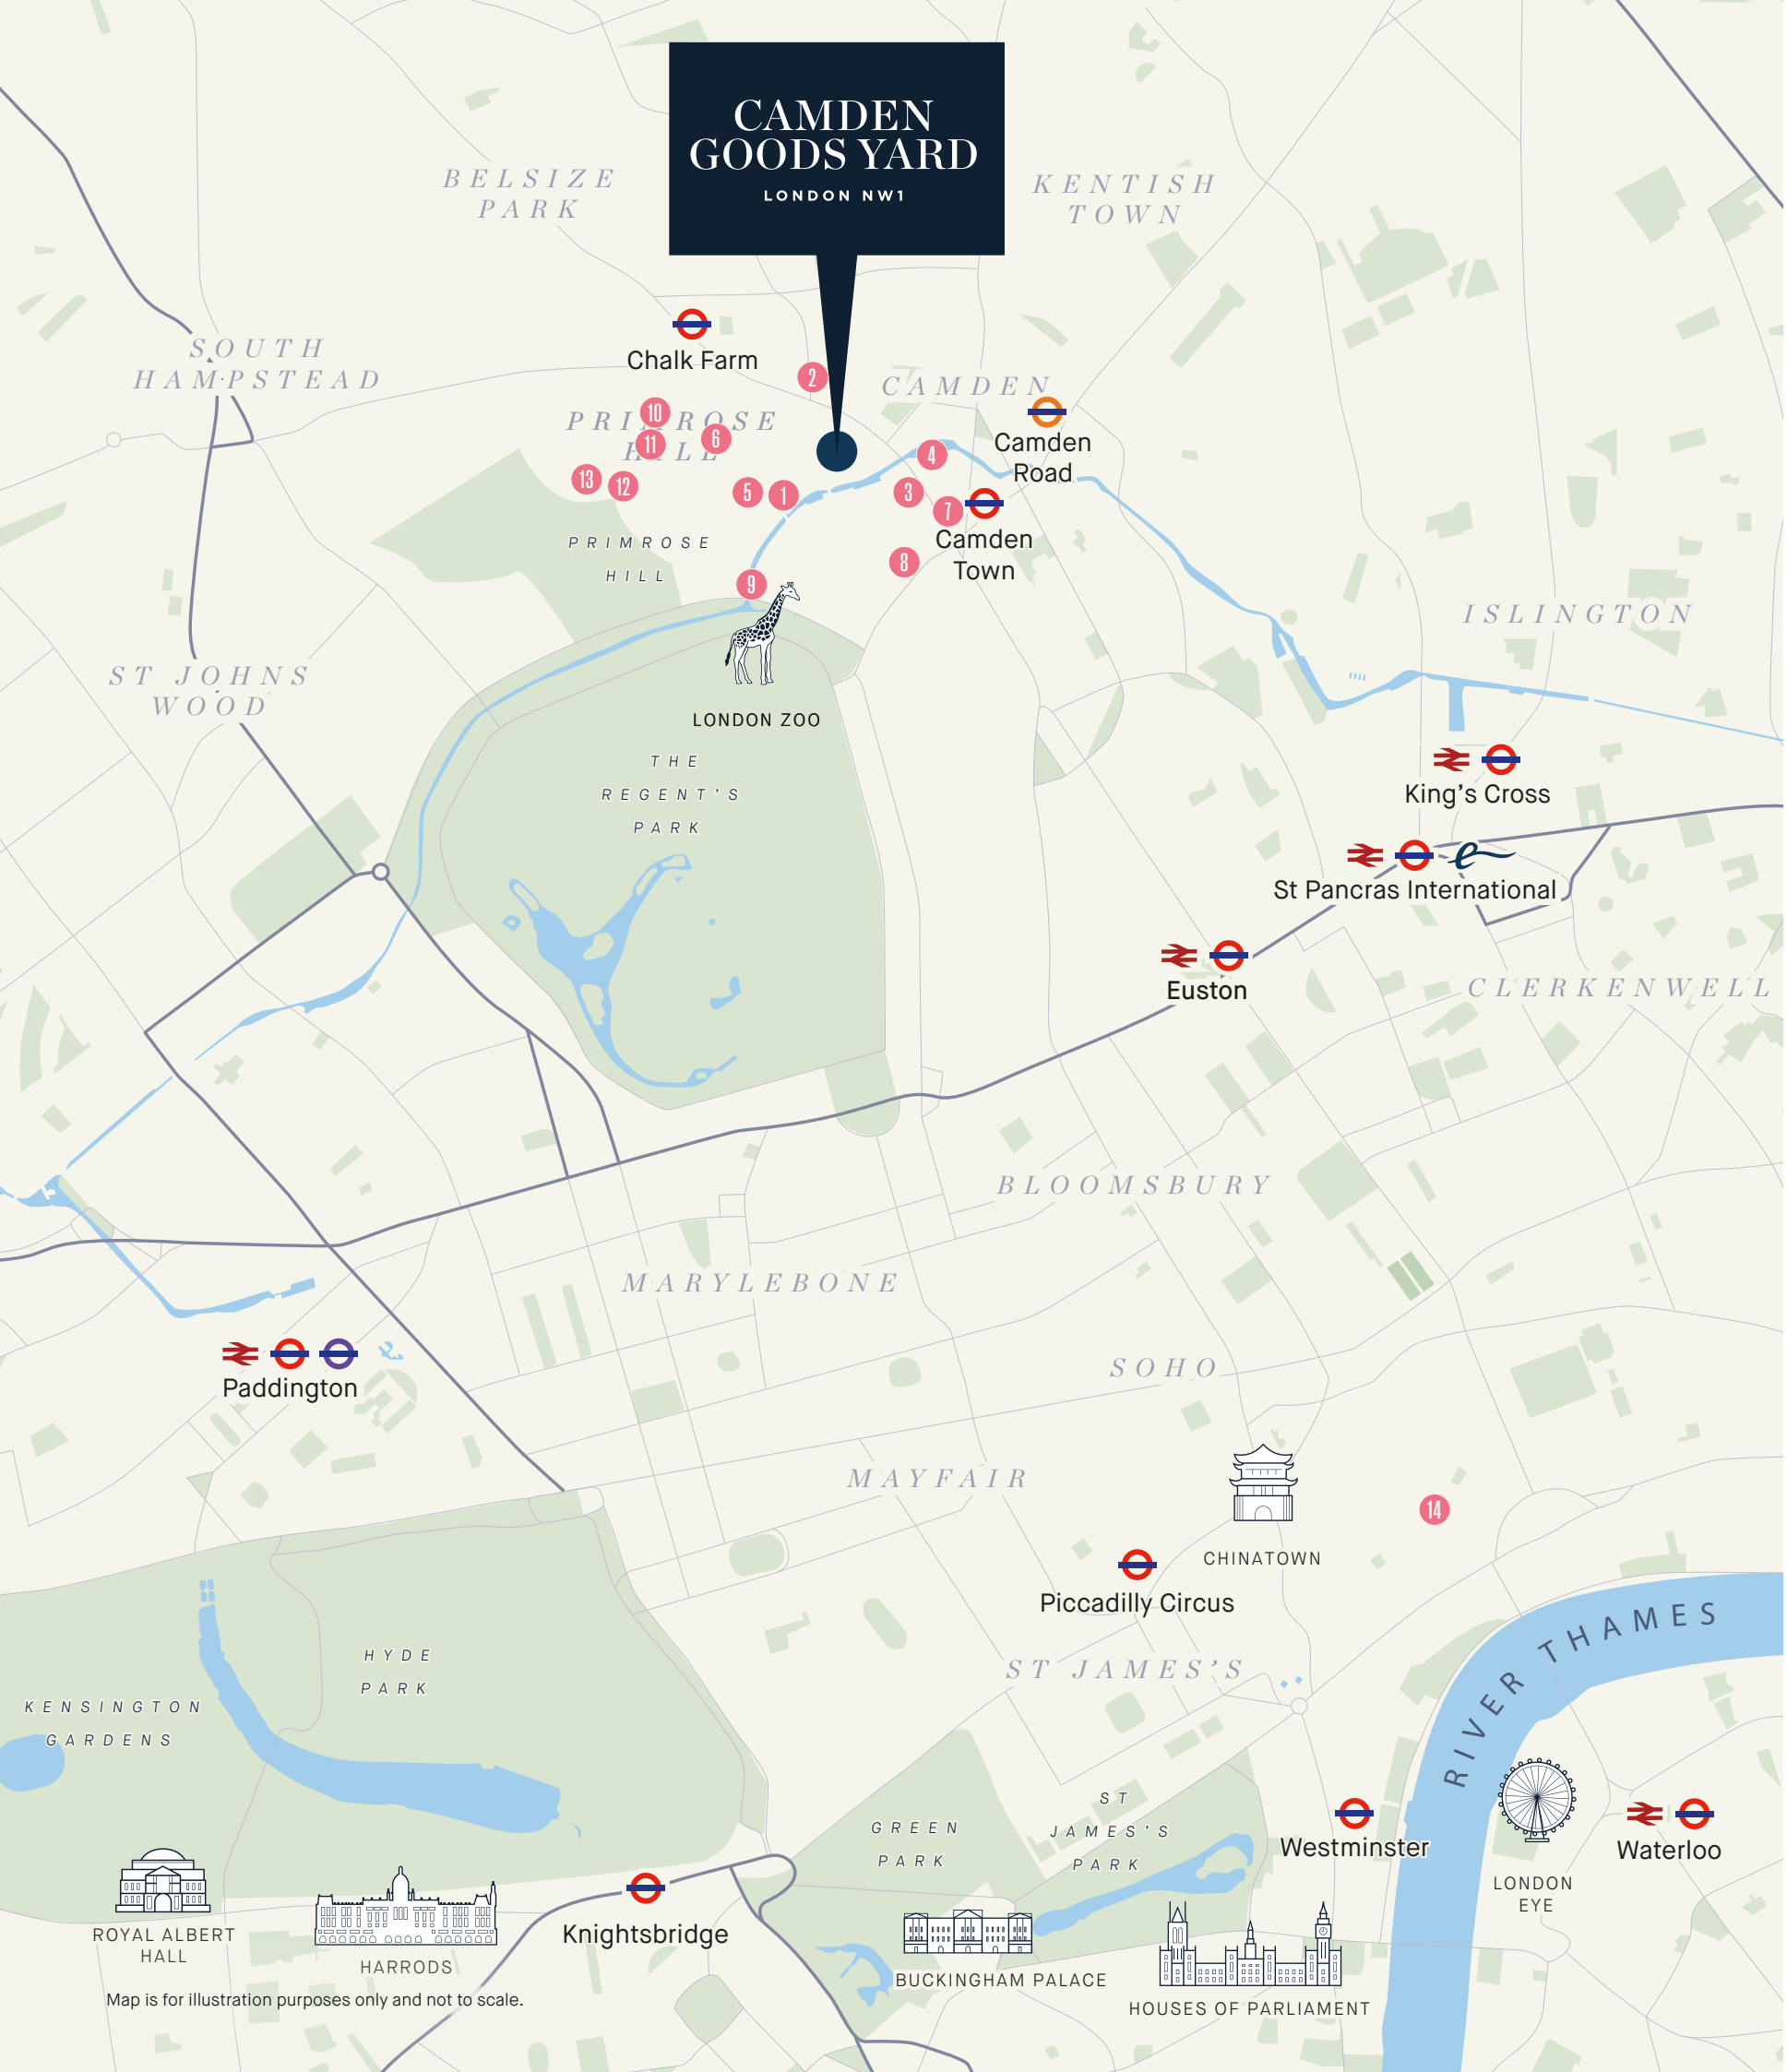 CAMDEN
GOODS YARD
LONDON NW1
BELSIZE
PARK
KENTISH
TOWN
Chalk Farm
SOUTH
HAMPSTEAD
2
CAMDEN
10
PRIMROSE
HILL
11
6
Camden
Road
4
13
12
5
1
3
7
Camden
Town
PRIMROSE
HILL
8
9
ISLINGTON
ST JOHNS
WOOD
LONDON ZOO
THE
REGENT'S
PARK
King's Cross
e
St Pancras International
Euston
CLERKENWELL
BLOOMSBURY
MARYLEBONE
Paddington
SOHO
MAYFAIR
14
CHINATOWN
Piccadilly Circus
RIVER THAMES
HYDE
PARK
ST JAMES'S
KENSINGTON
GARDENS
ST
JAMES'S
PARK
GREEN
PARK
Westminster
Waterloo
LONDON
EYE
ROYAL ALBERT
HALL
HARRODS
Knightsbridge
BUCKINGHAM PALACE
HOUSES OF PARLIAMENT
Map is for illustration purposes only and not to scale.